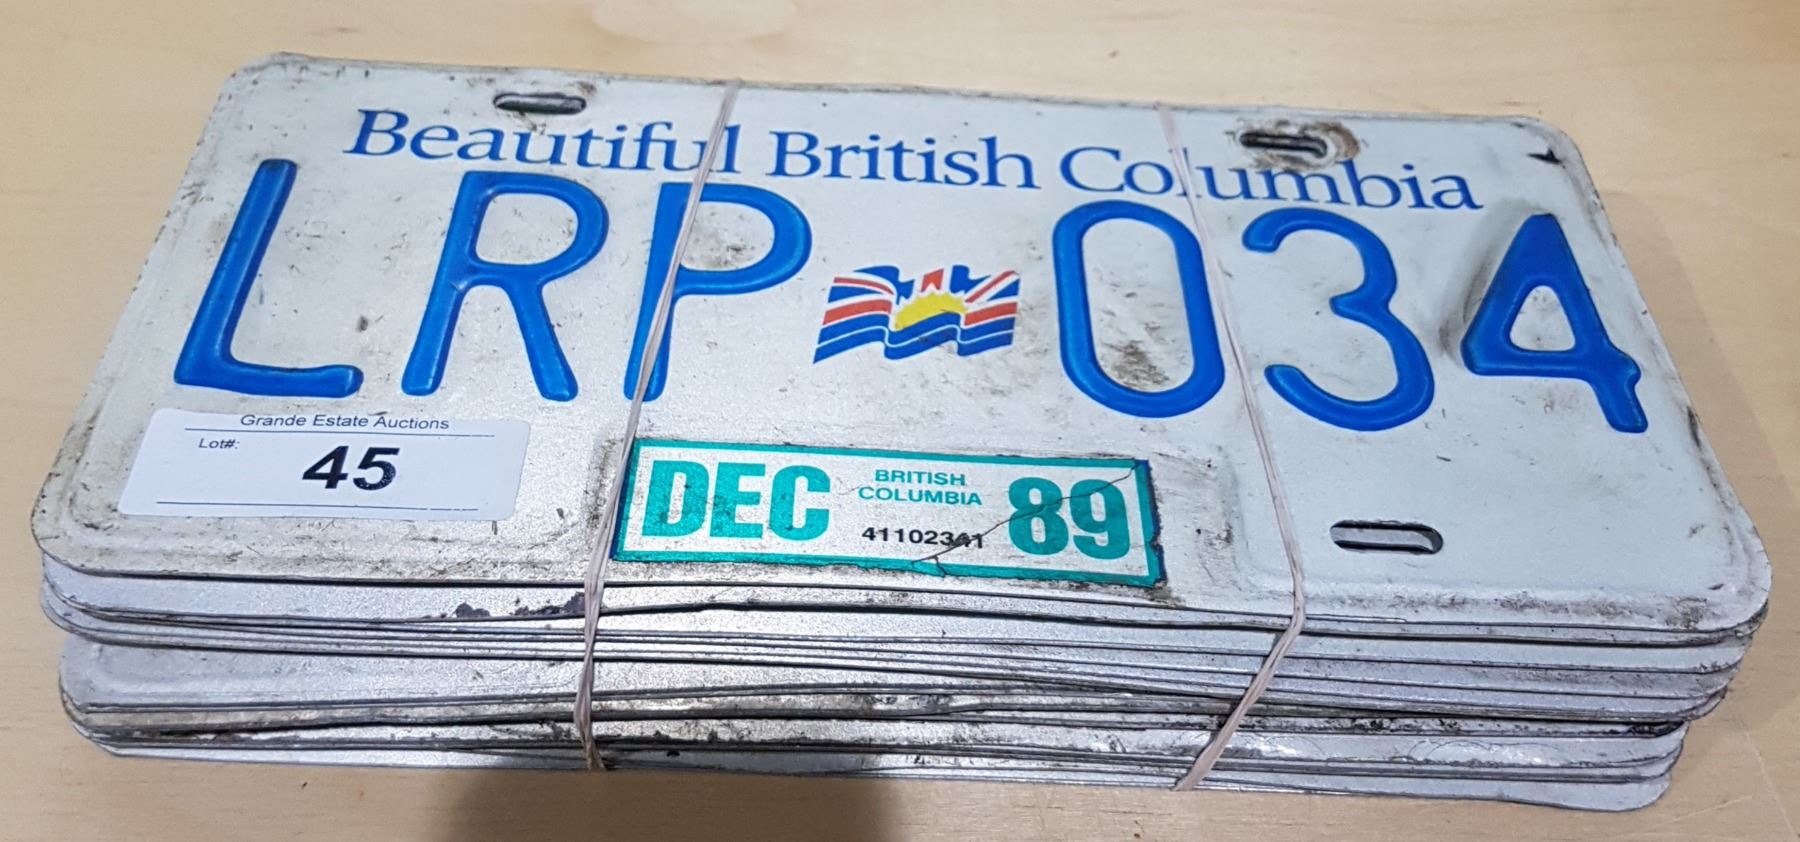 Beautiful British Columbia
LRP 034
Grande Estate Auctions
Lot#:
45
DEC
BRITISH
COLUMBIA
41102341
89